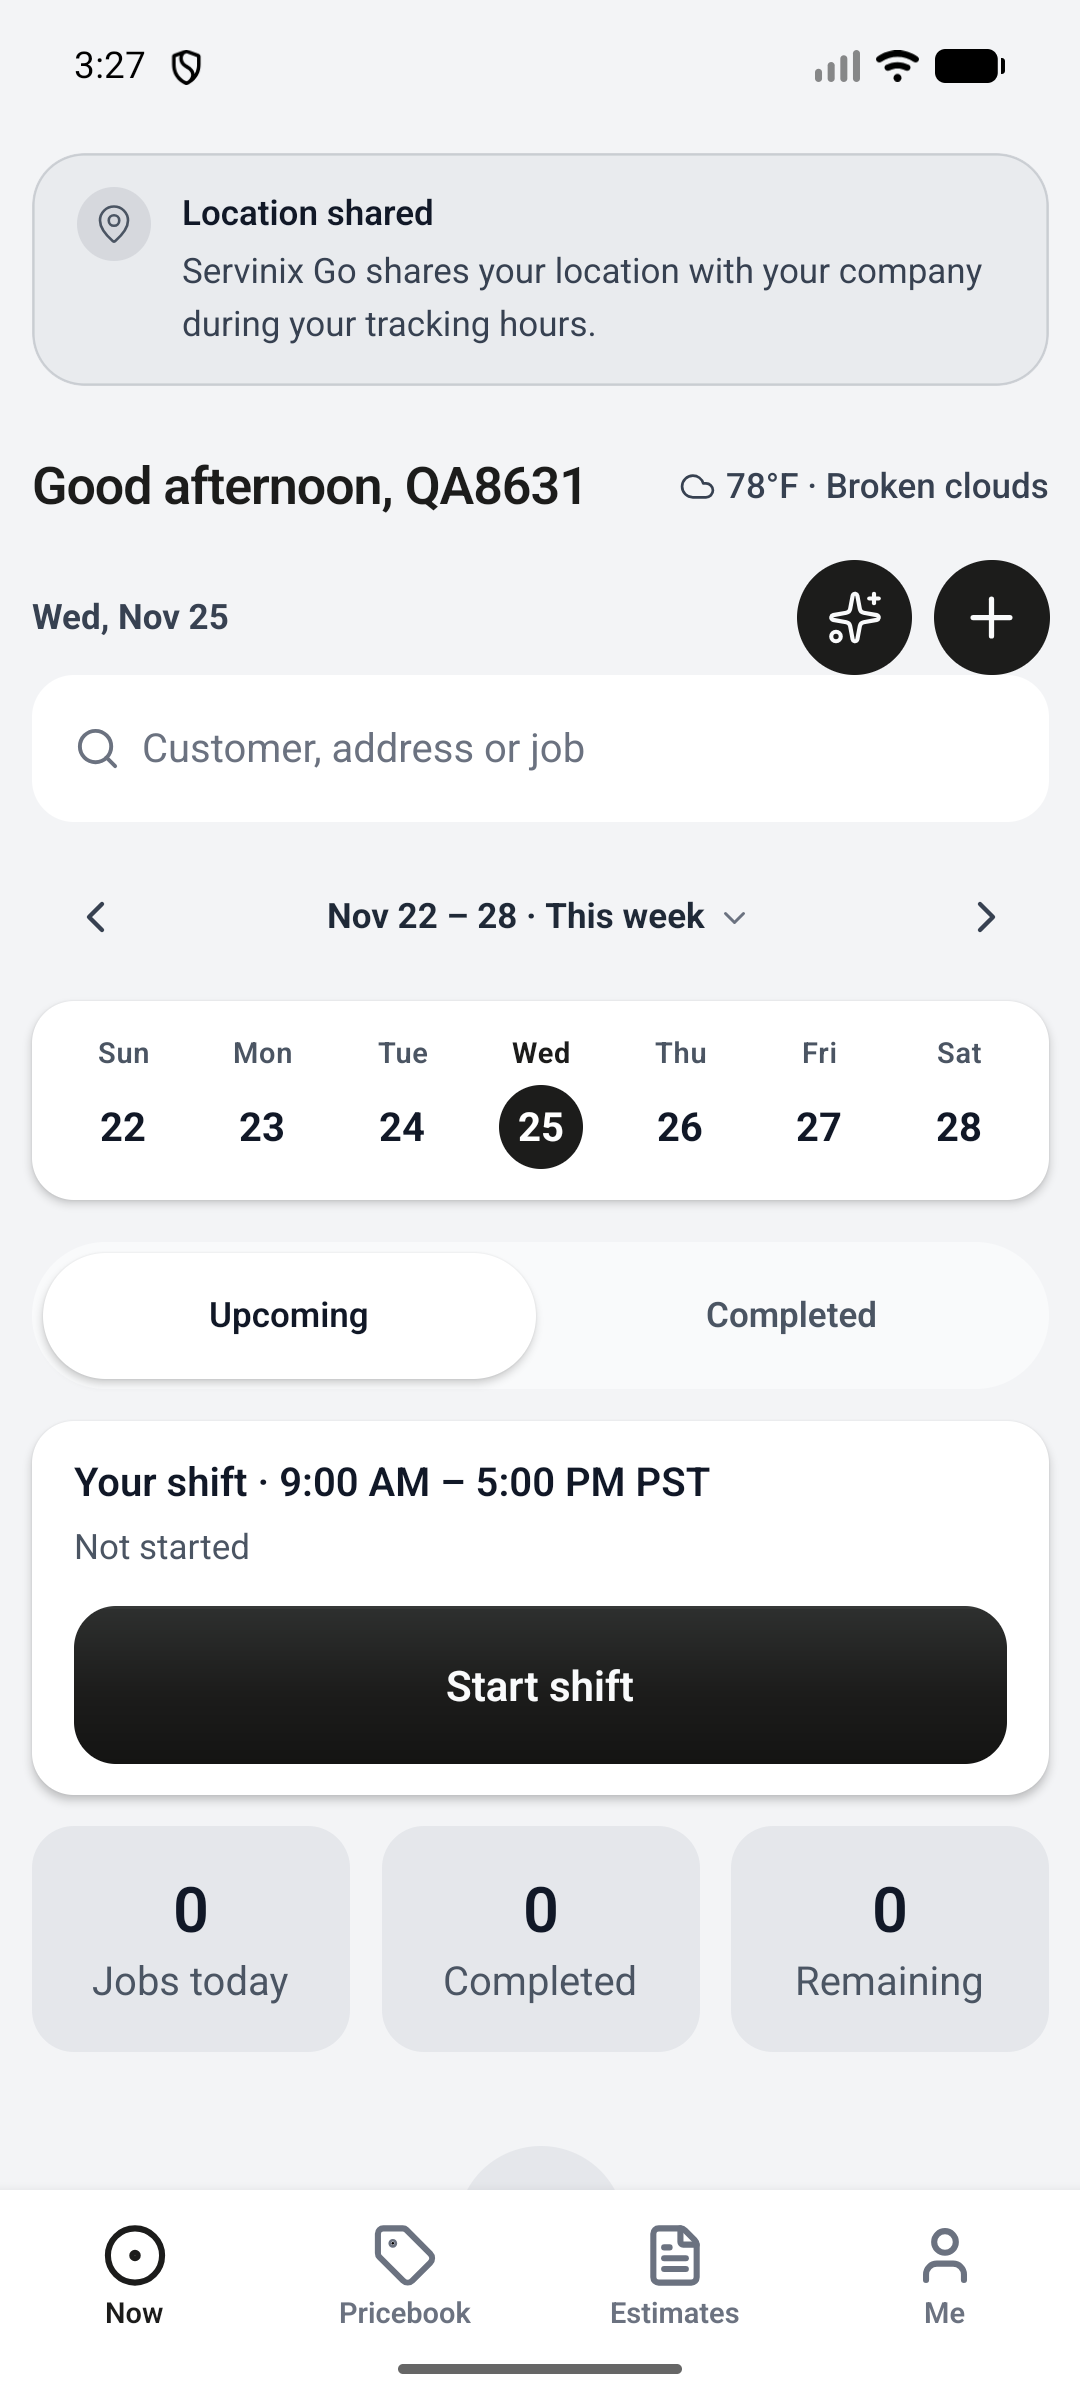 3:27
Location shared
Servinix Go shares your location with your company
during your tracking hours.
Good afternoon, QA8631
78°F · Broken clouds
Wed, Nov 25
Customer, address or job
Nov 22 – 28 · This week
Sun Mon Tue Wed Thu Fri Sat
22 23 24 25 26 27 28
Upcoming Completed
Your shift · 9:00 AM – 5:00 PM PST
Not started
Start shift
0 0 0
Jobs today Completed Remaining
Now Pricebook Estimates Me